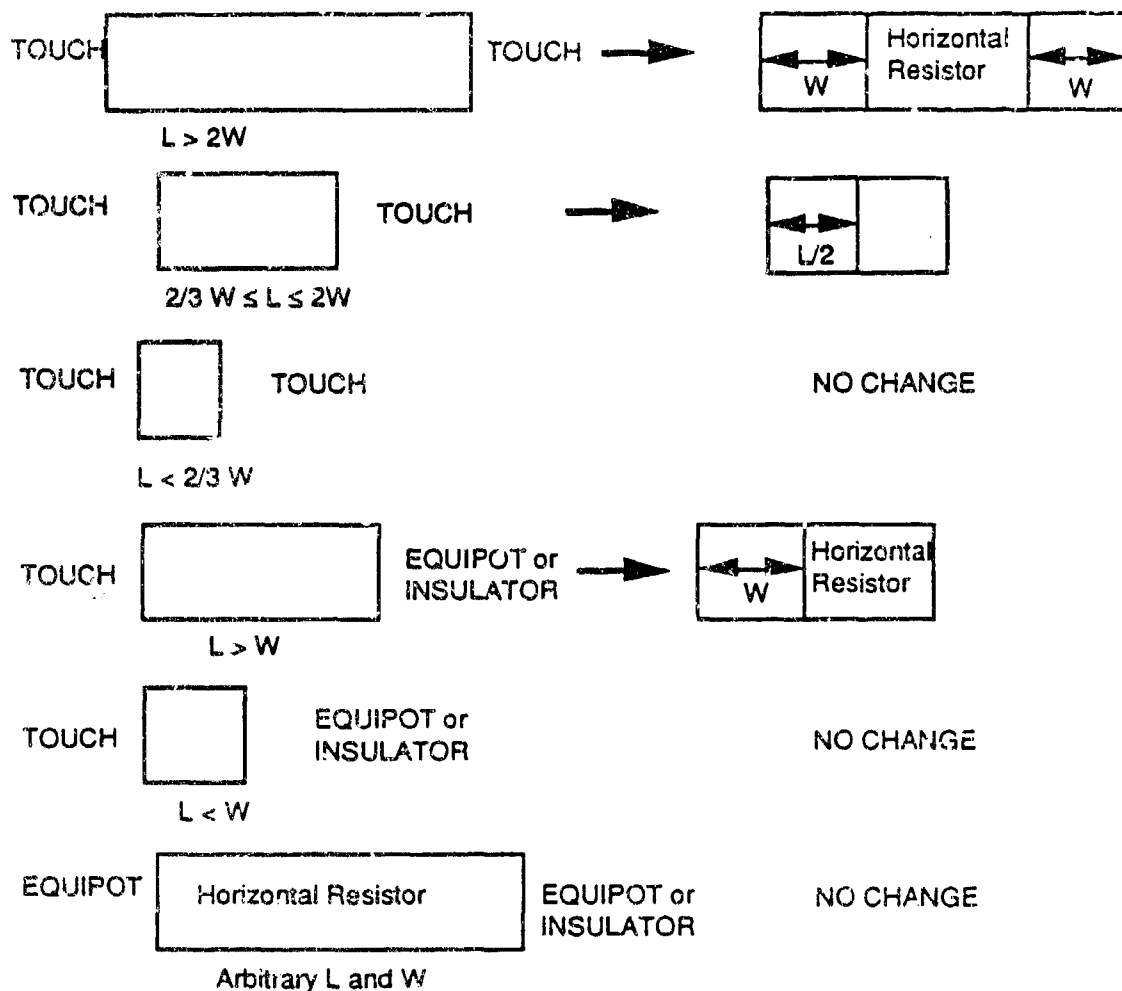 TOUCH
TOUCH
Horizontal
Resistor
W
W
L > 2W
TOUCH
TOUCH
L/2
2/3 W ≤ L ≤ 2W
TOUCH
TOUCH
NO CHANGE
L < 2/3 W
TOUCH
EQUIPOT or
INSULATOR
W
Horizontal
Resistor
L > W
TOUCH
EQUIPOT or
INSULATOR
NO CHANGE
L < W
EQUIPOT
Horizontal Resistor
EQUIPOT or
INSULATOR
NO CHANGE
Arbitrary L and W